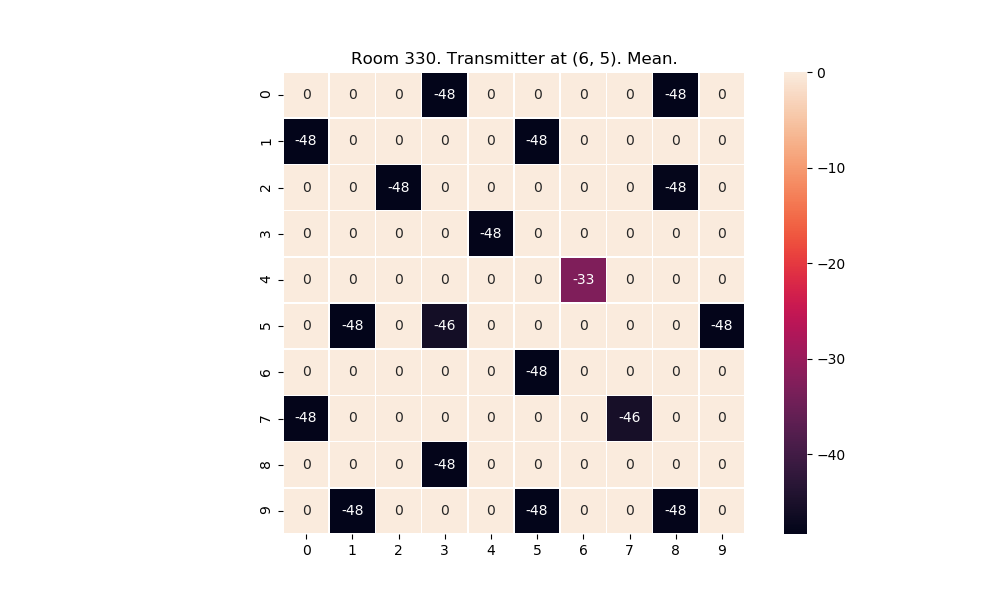 Room 330. Transmitter at (6, 5). Mean.
0 0 0 0 -48 0 0 0 0 -48 0
1 -48 0 0 0 0 -48 0 0 0 0
2 0 0 -48 0 0 0 0 0 -48 0
3 0 0 0 0 -48 0 0 0 0 0
4 0 0 0 0 0 0 -33 0 0 0
5 0 -48 0 -46 0 0 0 0 0 -48
6 0 0 0 0 0 -48 0 0 0 0
7 -48 0 0 0 0 0 0 -46 0 0
8 0 0 0 -48 0 0 0 0 0 0
9 0 -48 0 0 0 -48 0 0 -48 0
0 1 2 3 4 5 6 7 8 9
0
−10
−20
−30
−40